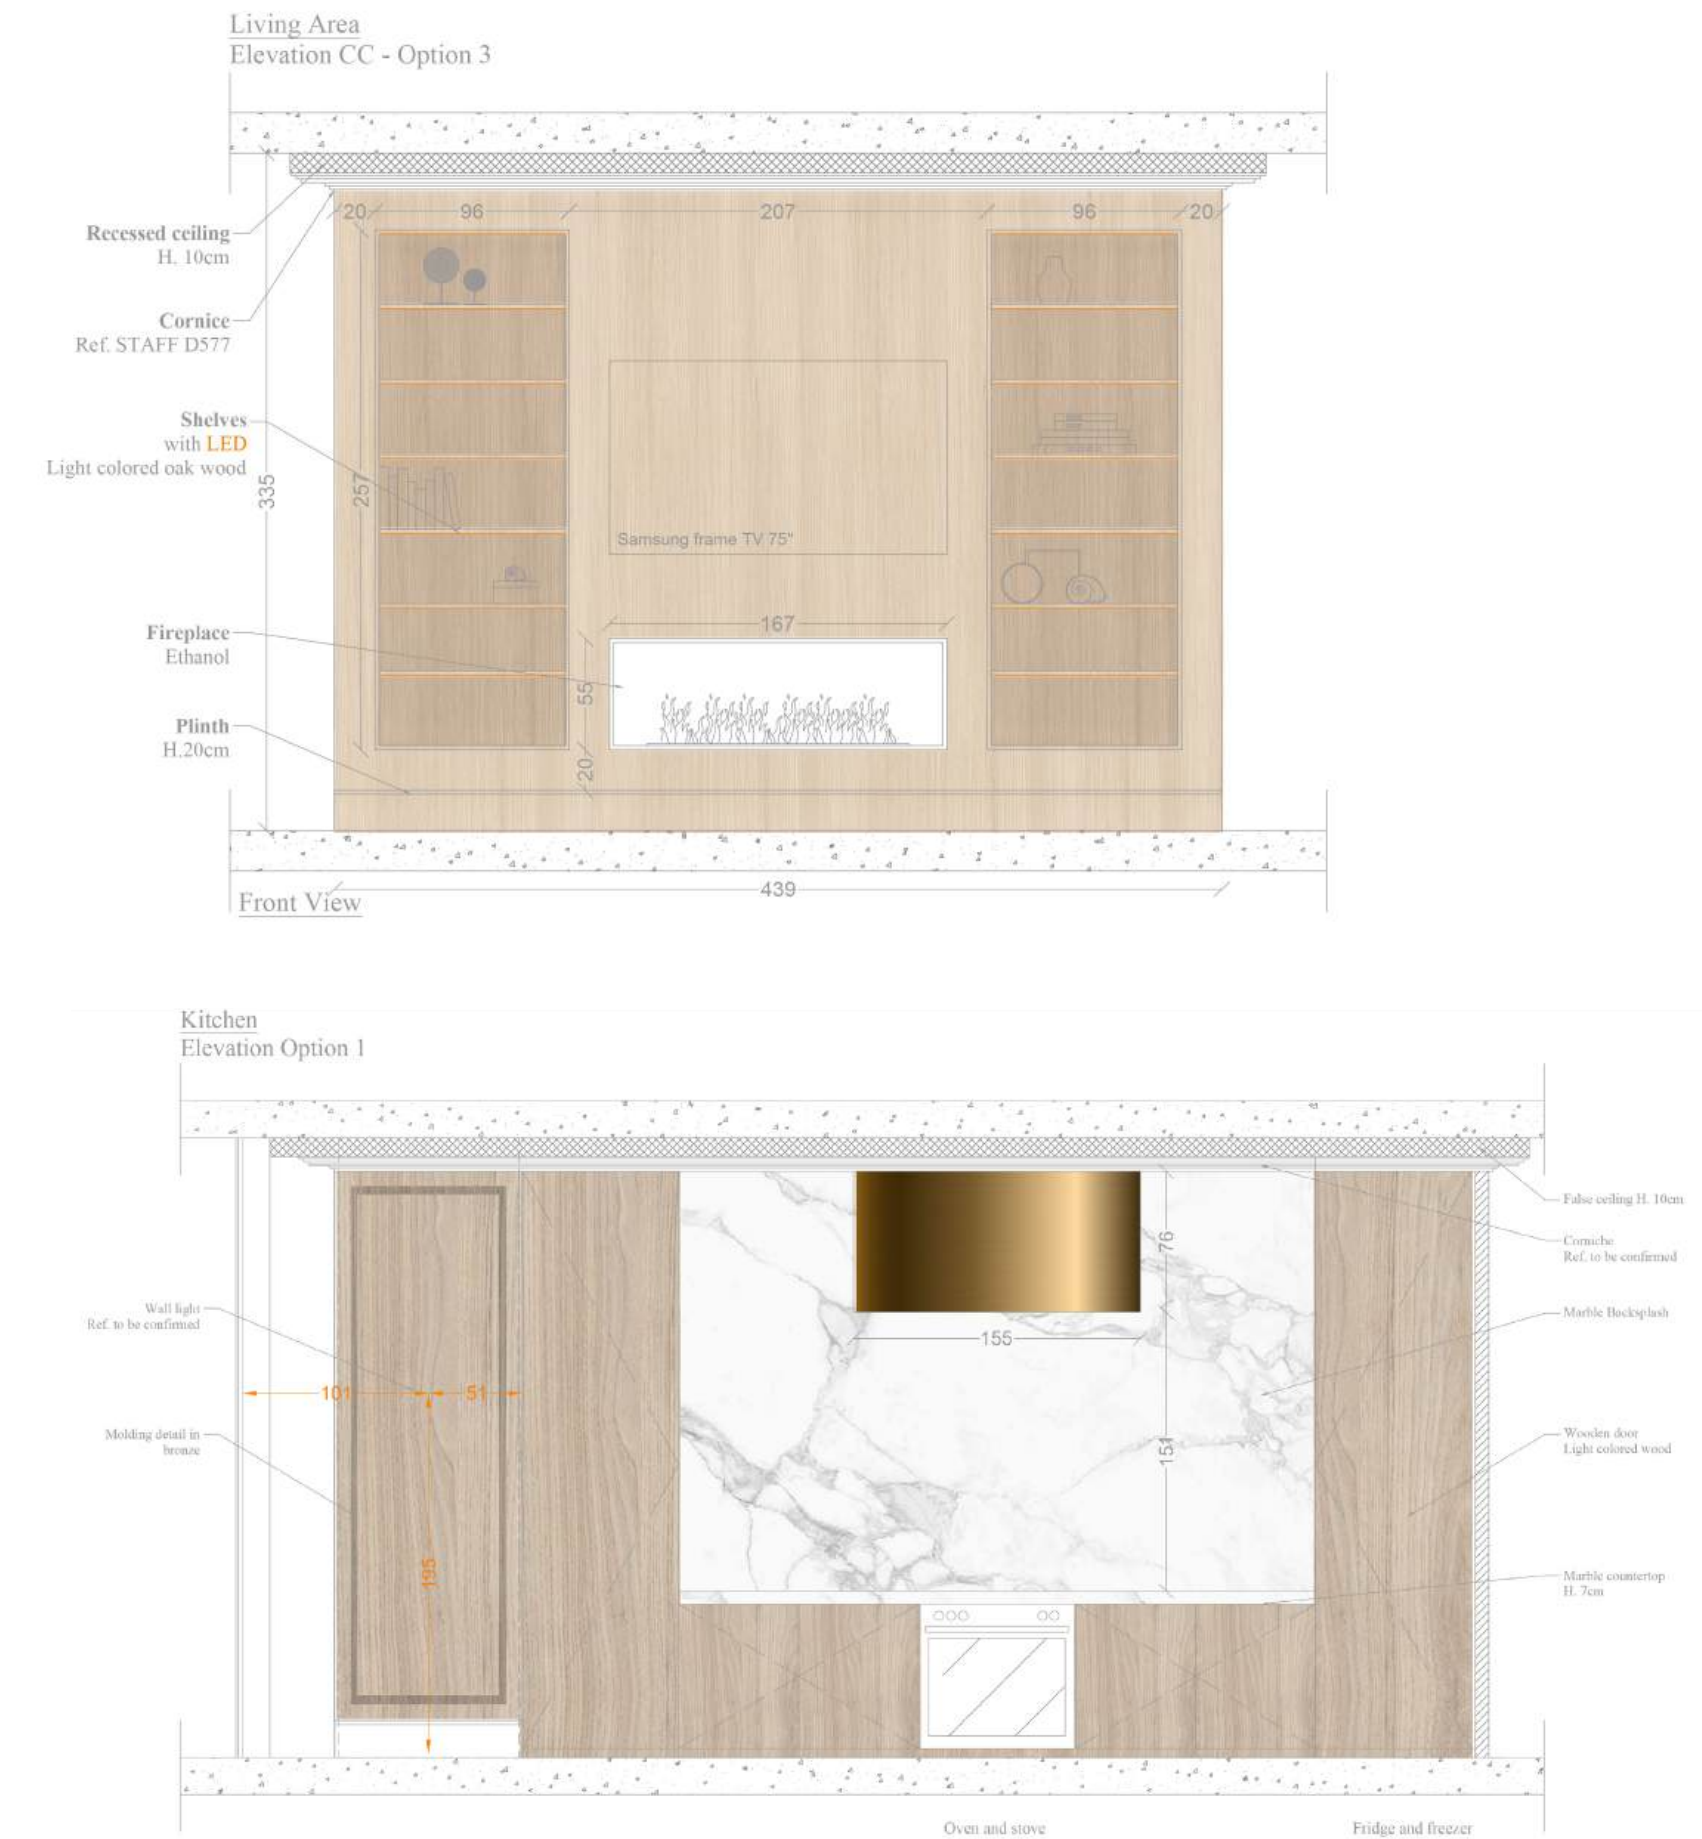 Living Area
Elevation CC - Option 3
20
96
207
96
20
Recessed ceiling
H. 10cm
Cornice
Ref. STAFF D577
Shelves
with LED
Light colored oak wood
335
257
Samsung frame TV 75"
167
Fireplace
Ethanol
55
Plinth
H.20cm
20
439
Front View
Kitchen
Elevation Option 1
False ceiling H. 10cm
76
Corniche
Ref. to be confirmed
Wall light
Ref. to be confirmed
Marble Backsplash
155
101
51
Molding detail in
bronze
151
Wooden door
Light colored wood
195
Marble countertop
H. 7cm
Oven and stove
Fridge and freezer